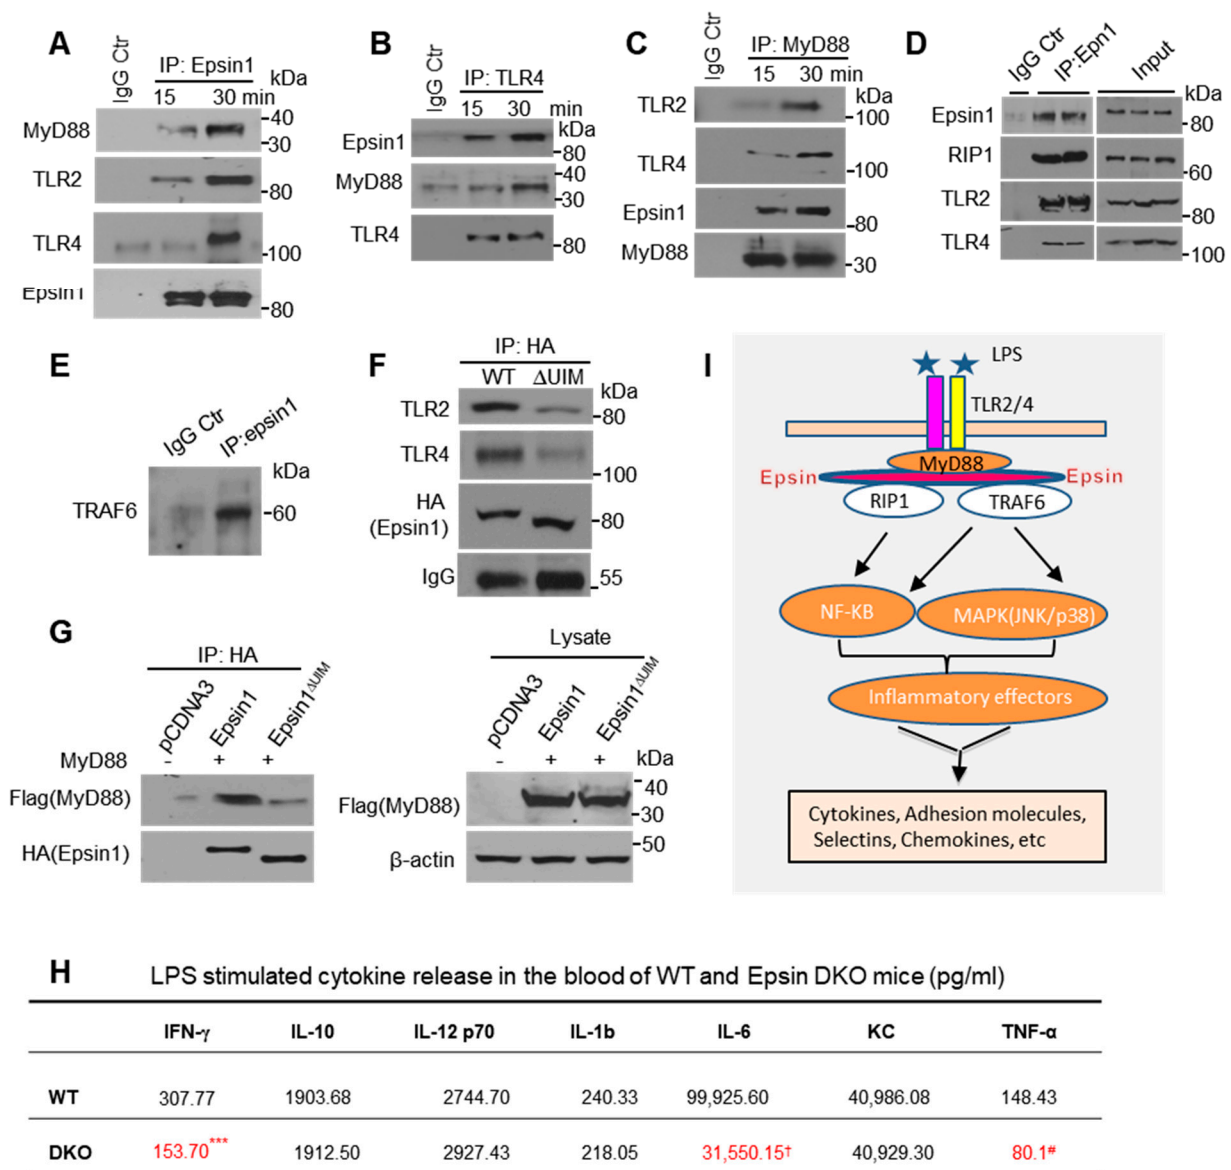 A
IgG Ctr
IP: Epsin1
15 30 min
kDa
MyD88
-40
-30
TLR2
-80
TLR4
-100
Epsin1
-80
B
IgG Ctr
IP: TLR4
15 30 min
kDa
Epsin1
-80
MyD88
-40
-30
TLR4
-80
C
IgG Ctr
IP: MyD88
15 30 min
kDa
TLR2
-100
TLR4
-100
Epsin1
-80
MyD88
-30
D
IgG Ctr
IP:Epn1
Input
kDa
Epsin1
-80
RIP1
-60
TLR2
-80
TLR4
-100
E
IgG Ctr
IP:epsin1
kDa
TRAF6
-60
F
IP: HA
WT ΔUIM
kDa
TLR2
-80
TLR4
-100
HA
(Epsin1)
-80
IgG
-55
G
IP: HA
pCDNA3
Epsin1
Epsin1ΔUIM
MyD88 - + +
Flag(MyD88)
HA(Epsin1)
Lysate
pCDNA3
Epsin1
Epsin1ΔUIM
- + +
kDa
Flag(MyD88)
-40
-30
-50
β-actin
I
LPS
TLR2/4
MyD88
Epsin Epsin
RIP1 TRAF6
NF-KB MAPK(JNK/p38)
Inflammatory effectors
Cytokines, Adhesion molecules,
Selectins, Chemokines, etc
H LPS stimulated cytokine release in the blood of WT and Epsin DKO mice (pg/ml)
IFN-γ IL-10 IL-12 p70 IL-1b IL-6 KC TNF-α
WT 307.77 1903.68 2744.70 240.33 99,925.60 40,986.08 148.43
DKO 153.70*** 1912.50 2927.43 218.05 31,550.15† 40,929.30 80.1#